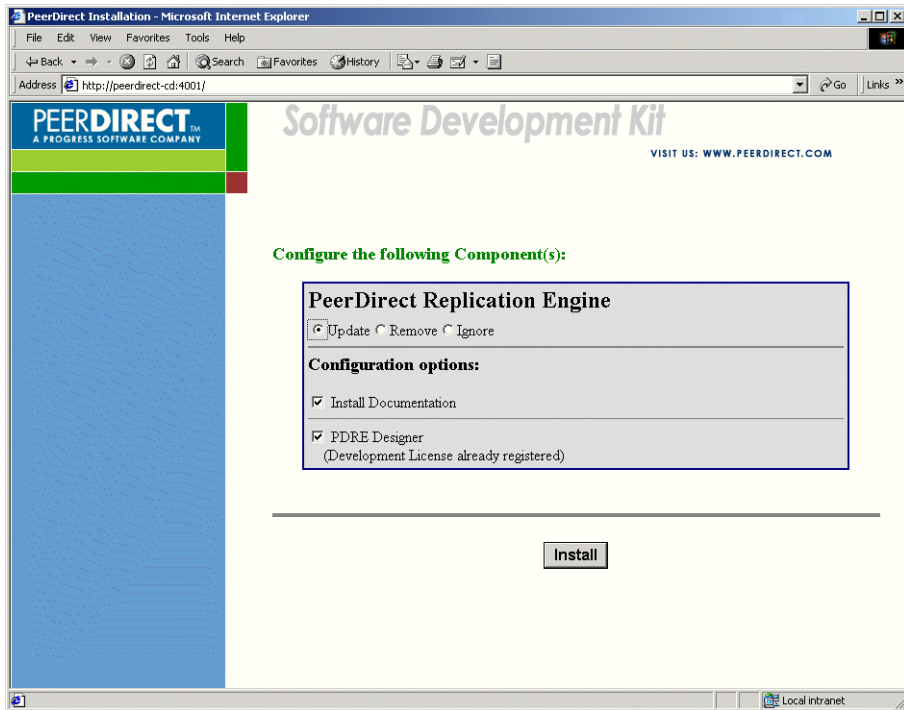 PeerDirect Installation - Microsoft Internet Explorer
File Edit View Favorites Tools Help
Back Search Favorites History
Address http://peerdirect-cd:4001/ Go Links »
PEERDIRECT TM
A PROGRESS SOFTWARE COMPANY
Software Development Kit
VISIT US: WWW.PEERDIRECT.COM
Configure the following Component(s):
PeerDirect Replication Engine
Update Remove Ignore
Configuration options:
Install Documentation
PDRE Designer
(Development License already registered)
Install
Local intranet